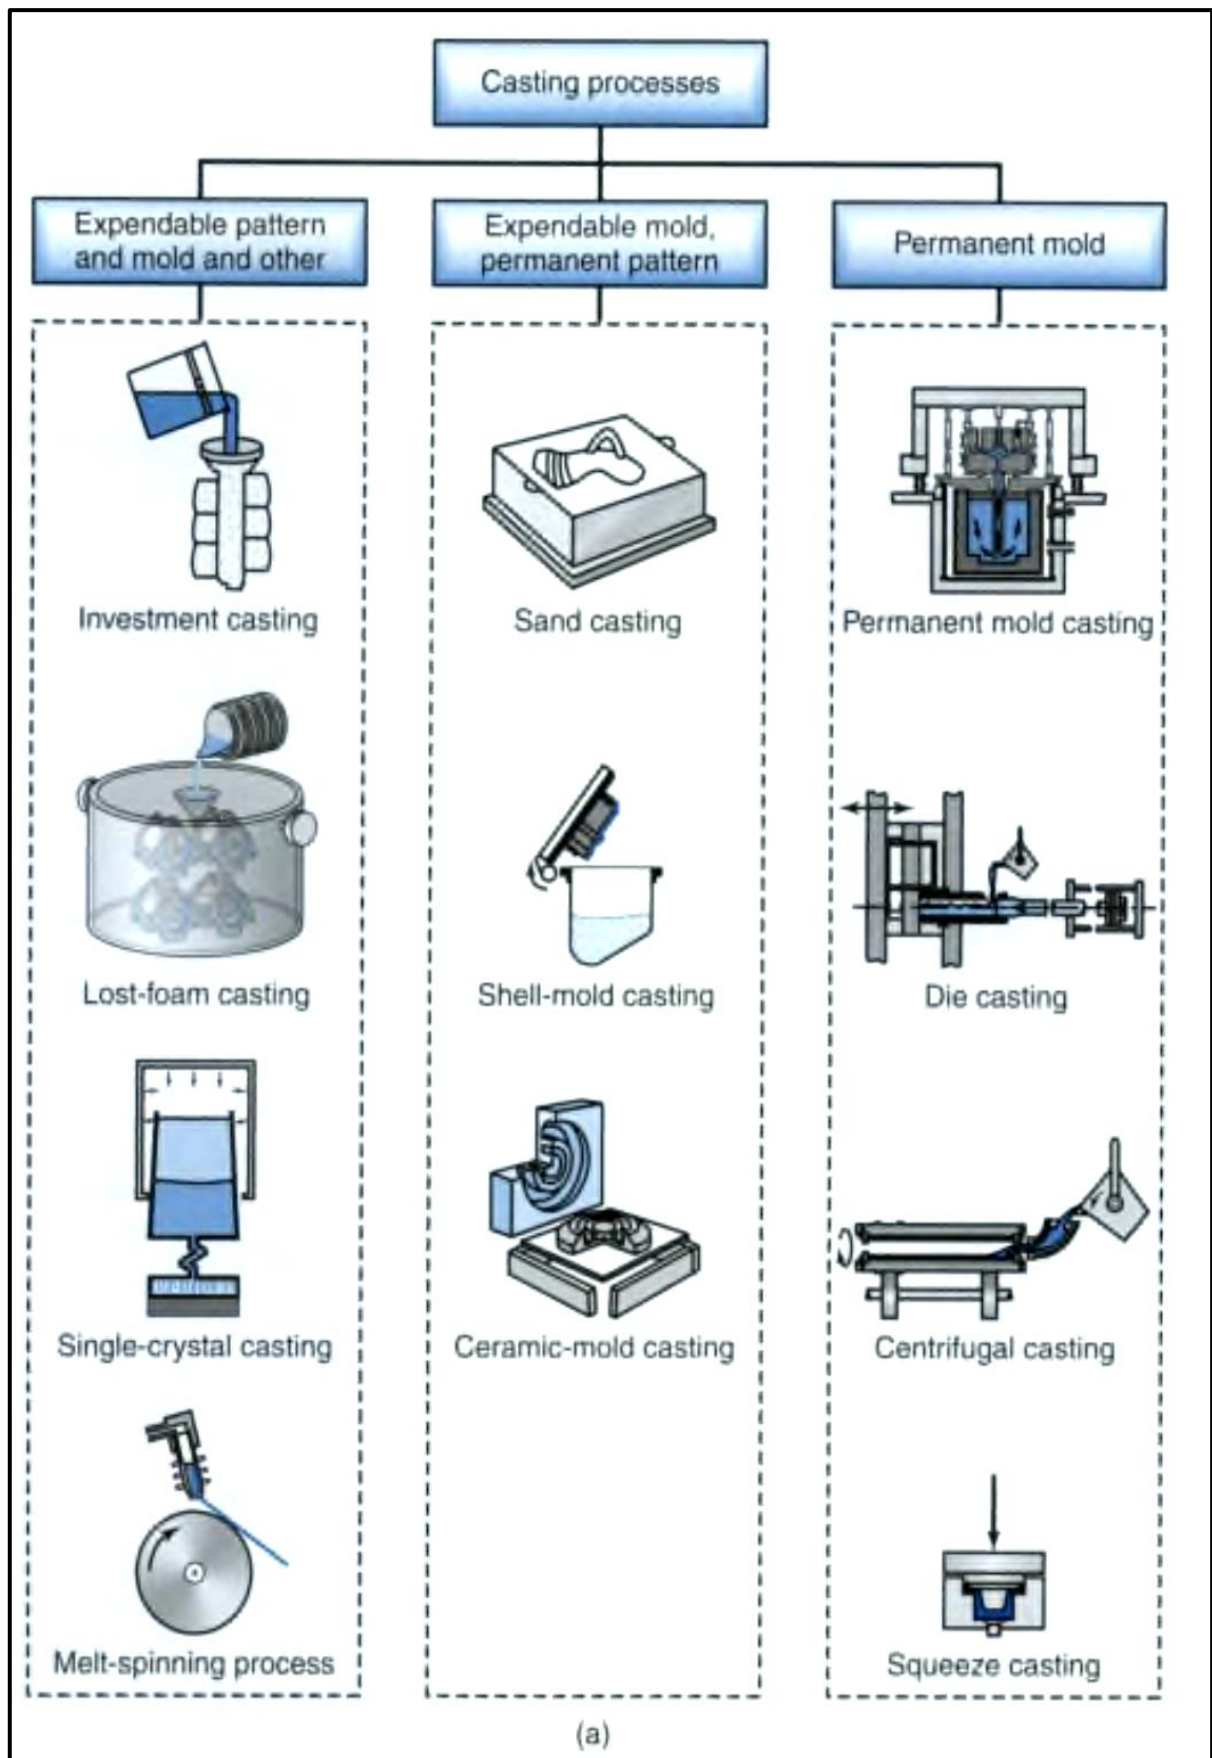 Casting processes
Expendable pattern
and mold and other
Expendable mold,
permanent pattern
Permanent mold
Investment casting
Sand casting
Permanent mold casting
Lost-foam casting
Shell-mold casting
Die casting
Single-crystal casting
Ceramic-mold casting
Centrifugal casting
Melt-spinning process
Squeeze casting
(a)